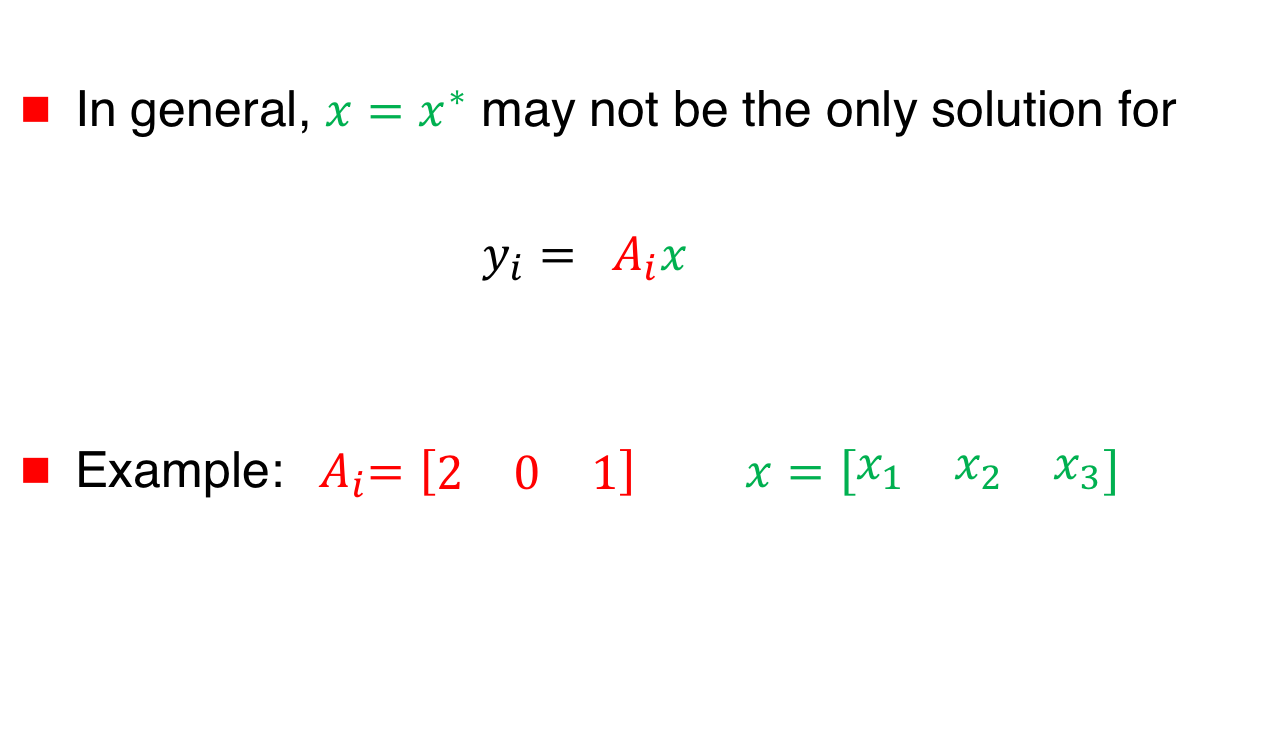 ■ In general, x = x* may not be the only solution for
yᵢ = Aᵢx
■ Example: Aᵢ= [2 0 1] x = [x₁ x₂ x₃]